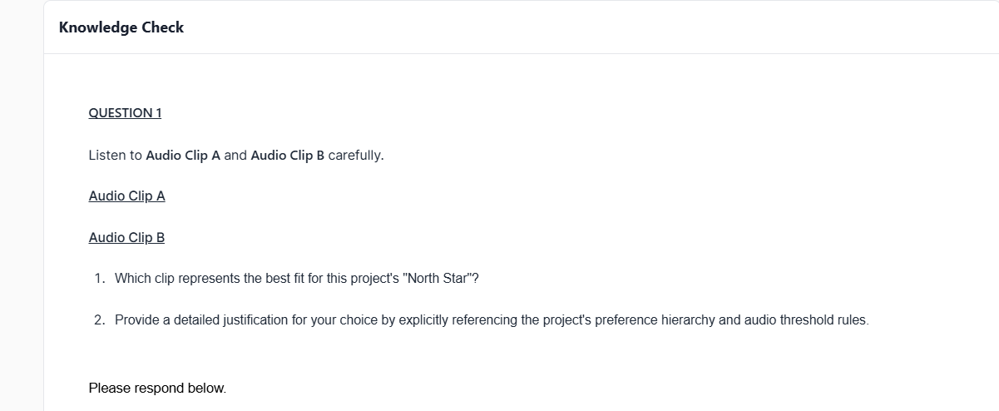 Knowledge Check
QUESTION 1
Listen to Audio Clip A and Audio Clip B carefully.
Audio Clip A
Audio Clip B
1. Which clip represents the best fit for this project's "North Star"?
2. Provide a detailed justification for your choice by explicitly referencing the project's preference hierarchy and audio threshold rules.
Please respond below.